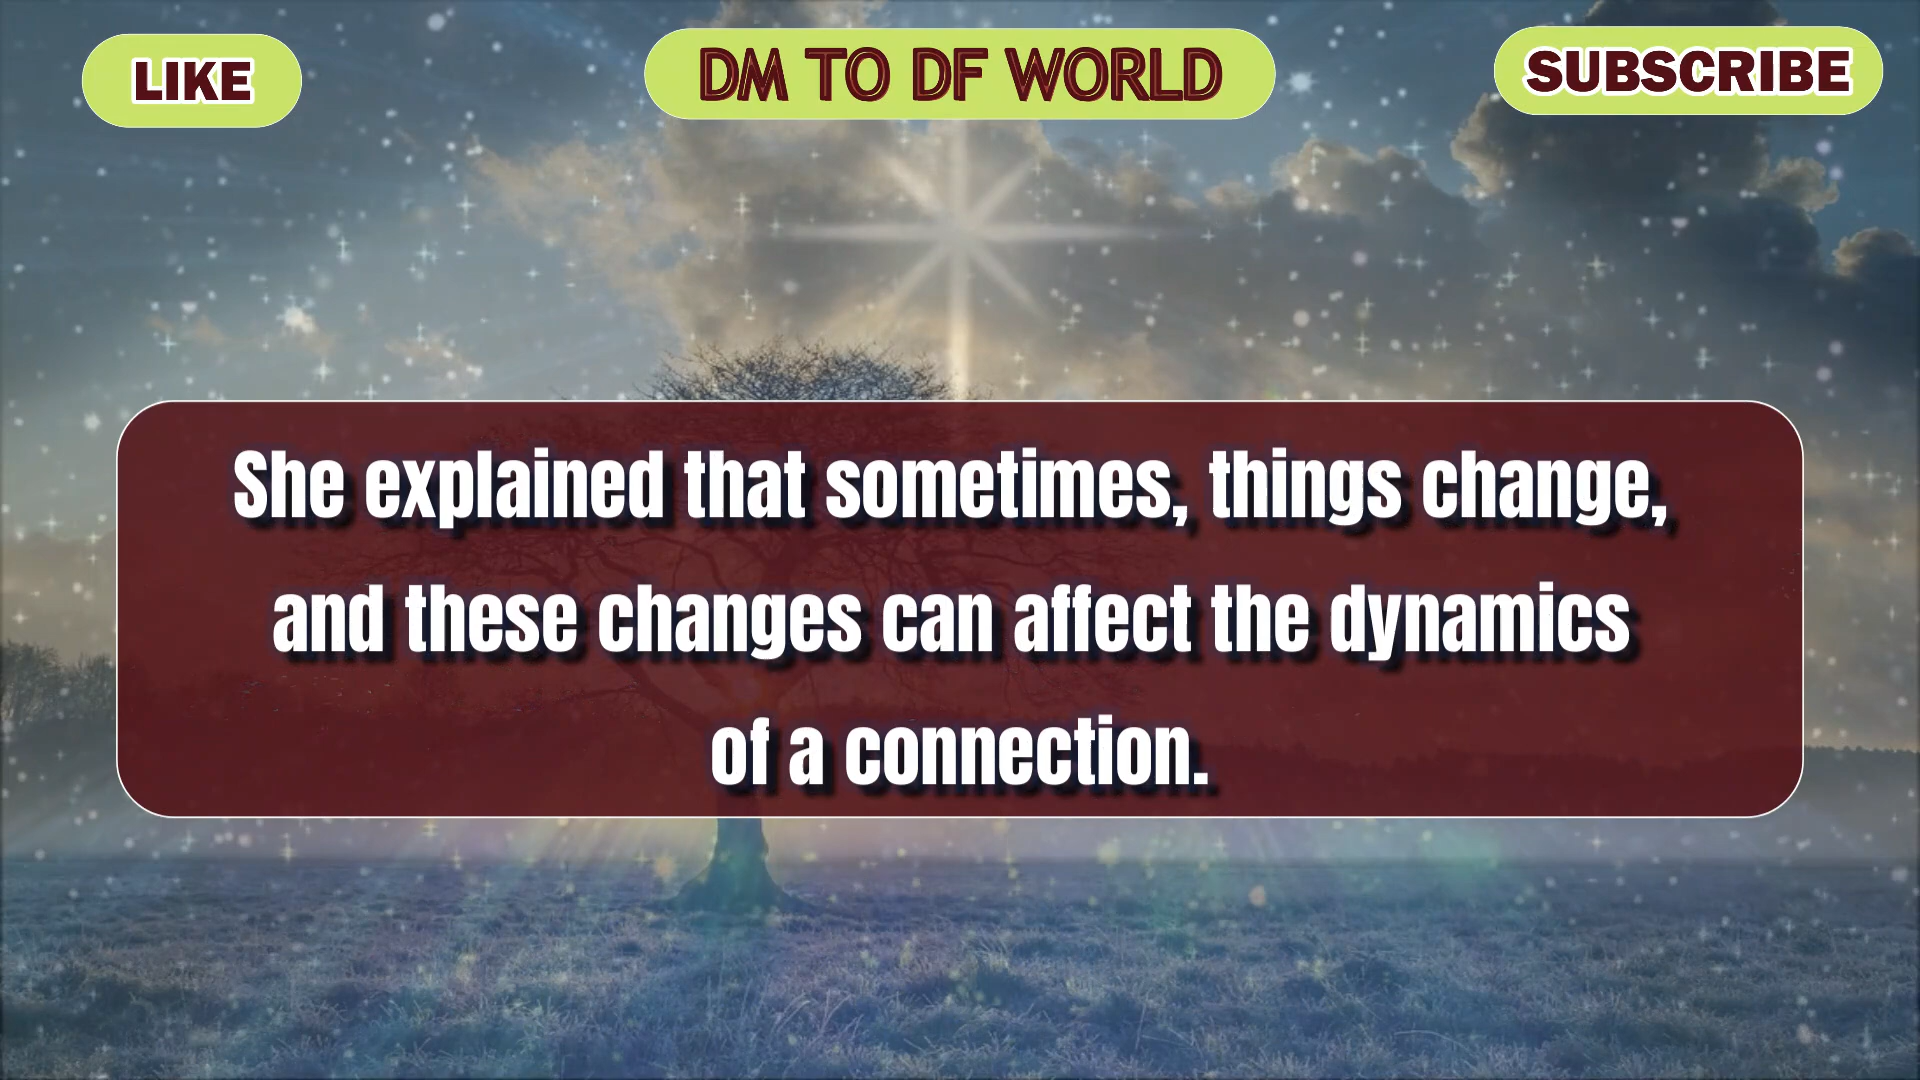 LIKE
DM TO DF WORLD
SUBSCRIBE
She explained that sometimes, things change,
and these changes can affect the dynamics
of a connection.